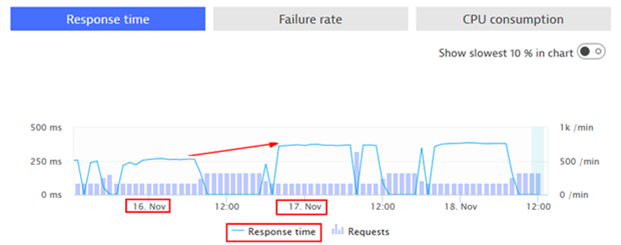 Response time Failure rate CPU consumption
Show slowest 10 % in chart
500 ms 1k /min
250 ms 500 /min
0 ms 0 /min
16. Nov 12:00 17. Nov 12:00 18. Nov 12:00
Response time Requests